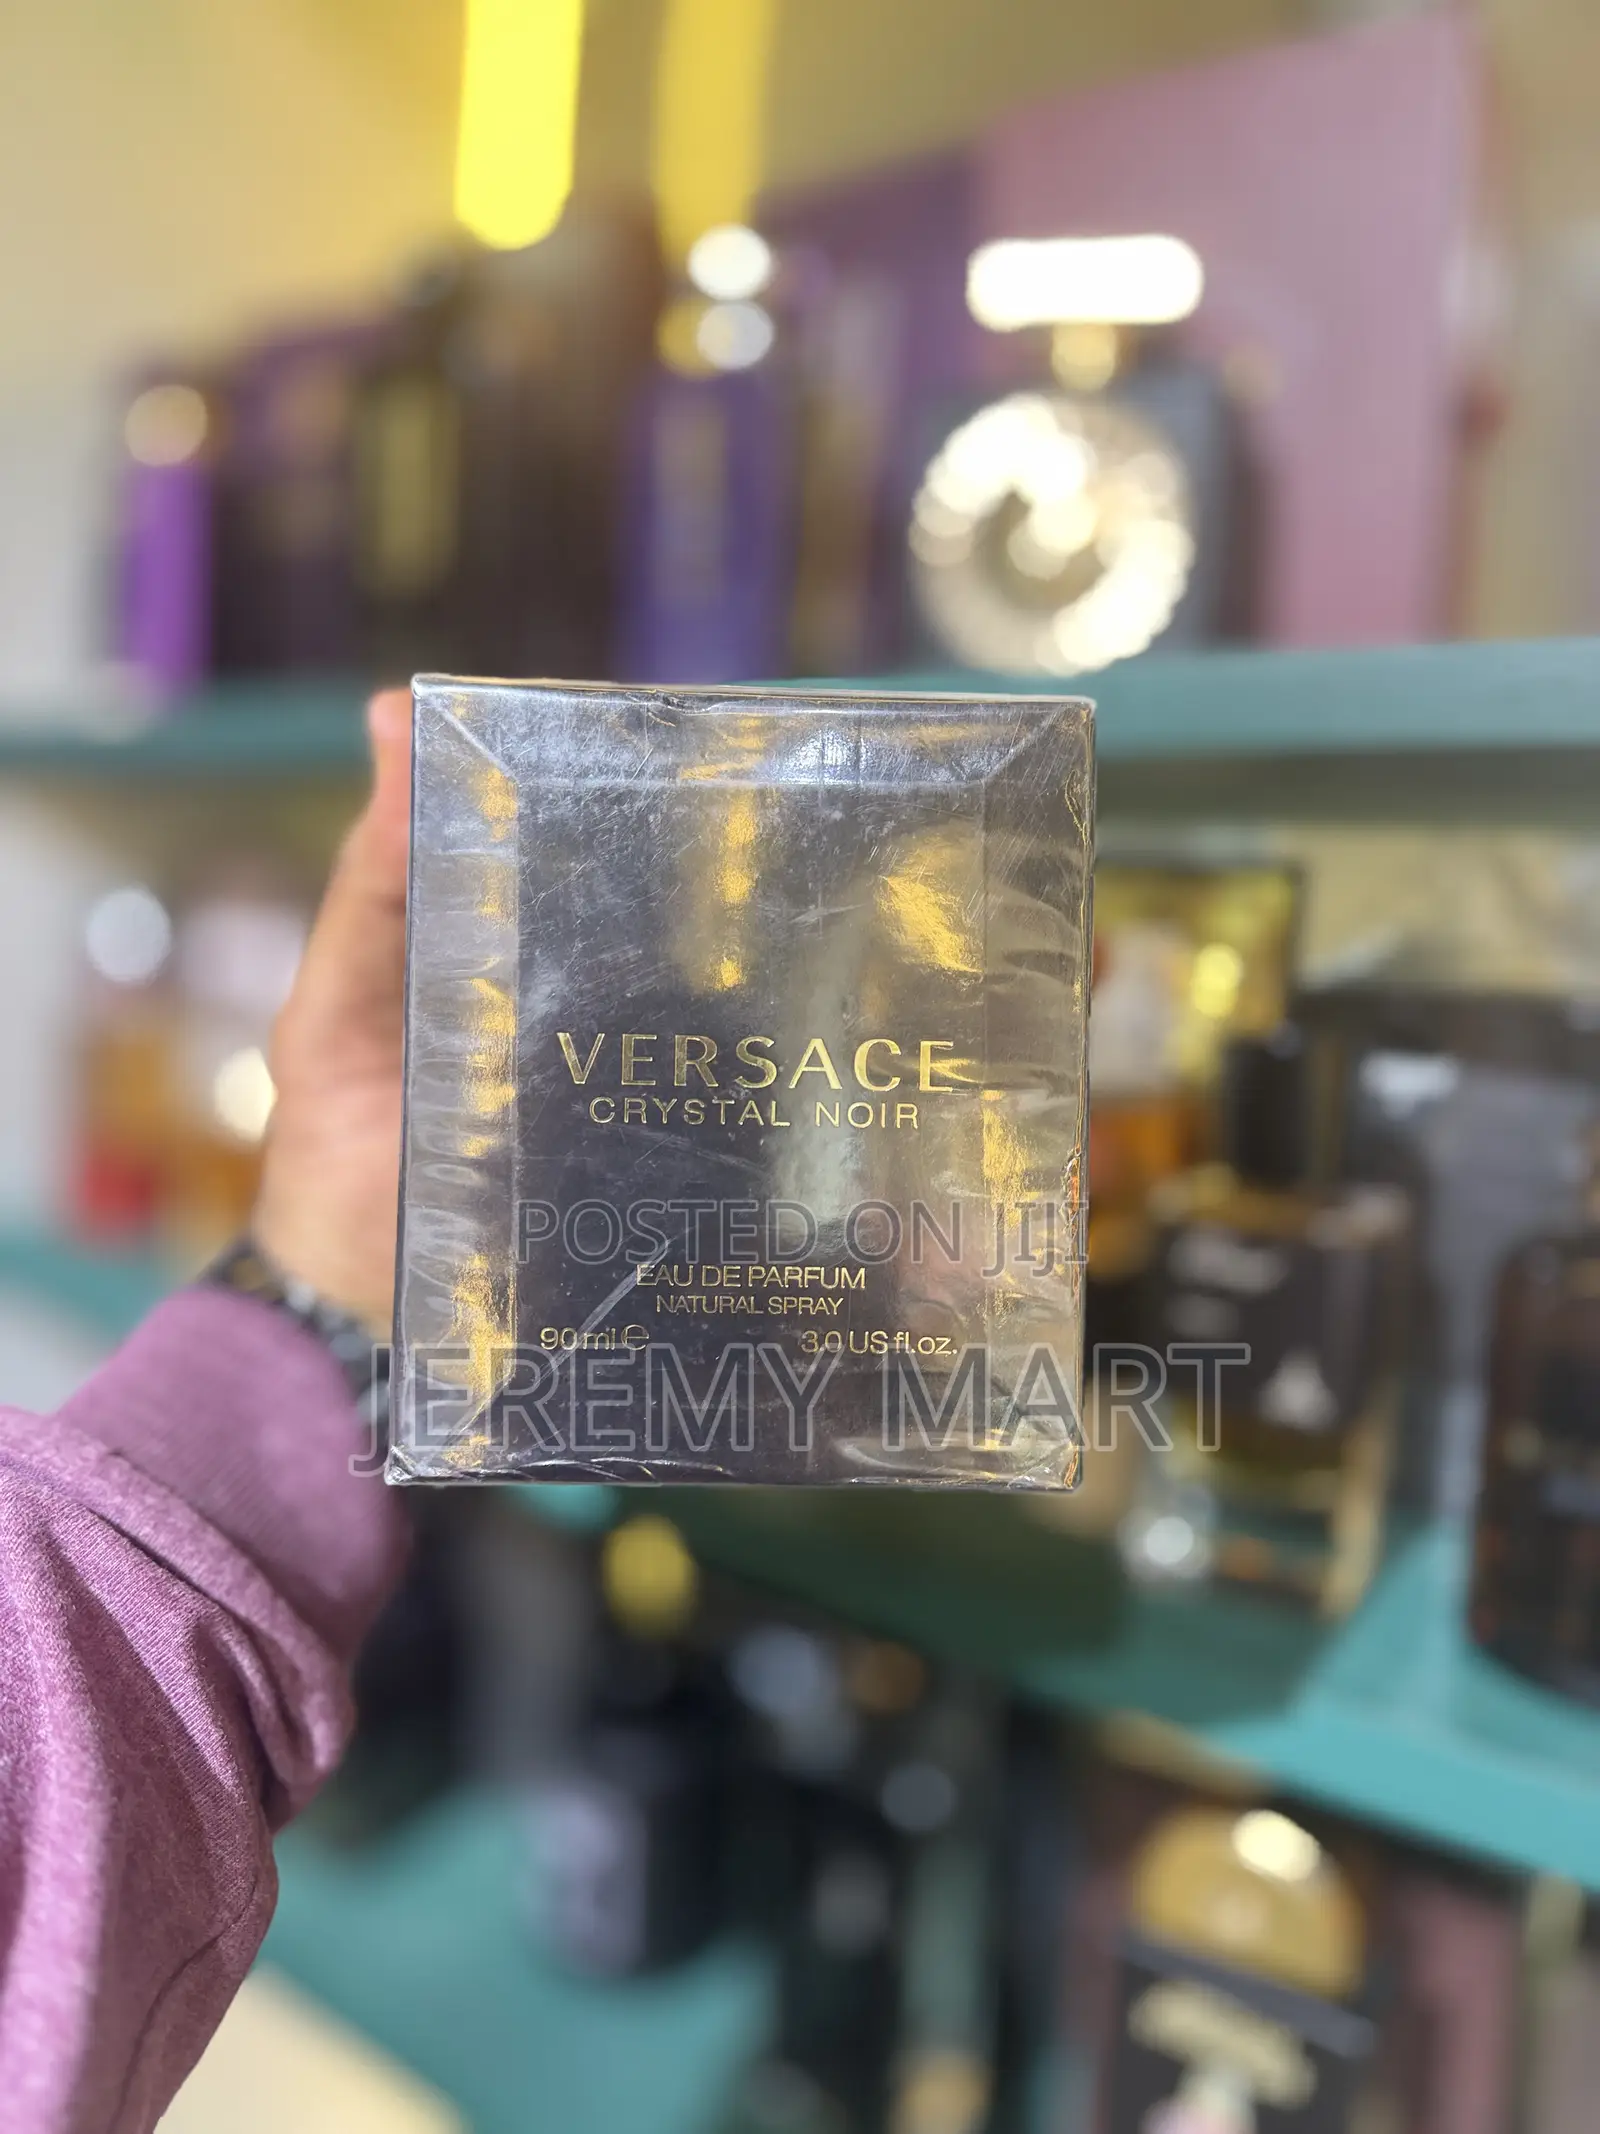 VERSACE
CRYSTAL NOIR
POSTED ON JIJI
EAU DE PARFUM
NATURAL SPRAY
90 ml ℮ 3.0 US fl.oz.
JEREMY MART